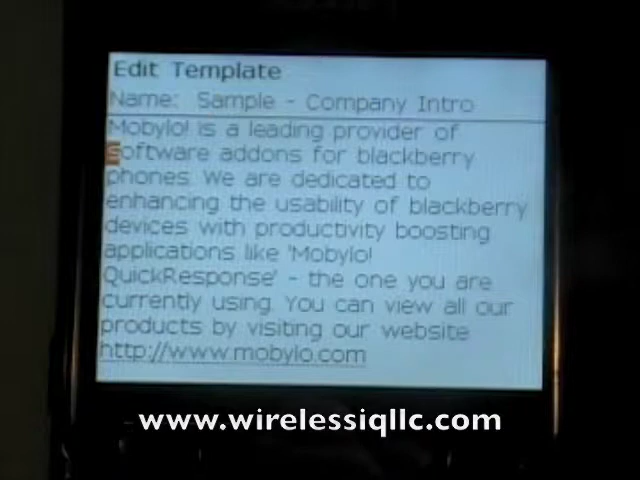 Edit Template
Name: Sample - Company Intro
Mobylo! is a leading provider of
software addons for blackberry
phones. We are dedicated to
enhancing the usability of blackberry
devices with productivity boosting
applications like 'Mobylo!
QuickResponse' - the one you are
currently using. You can view all our
products by visiting our website
http://www.mobylo.com
www.wirelessiqllc.com